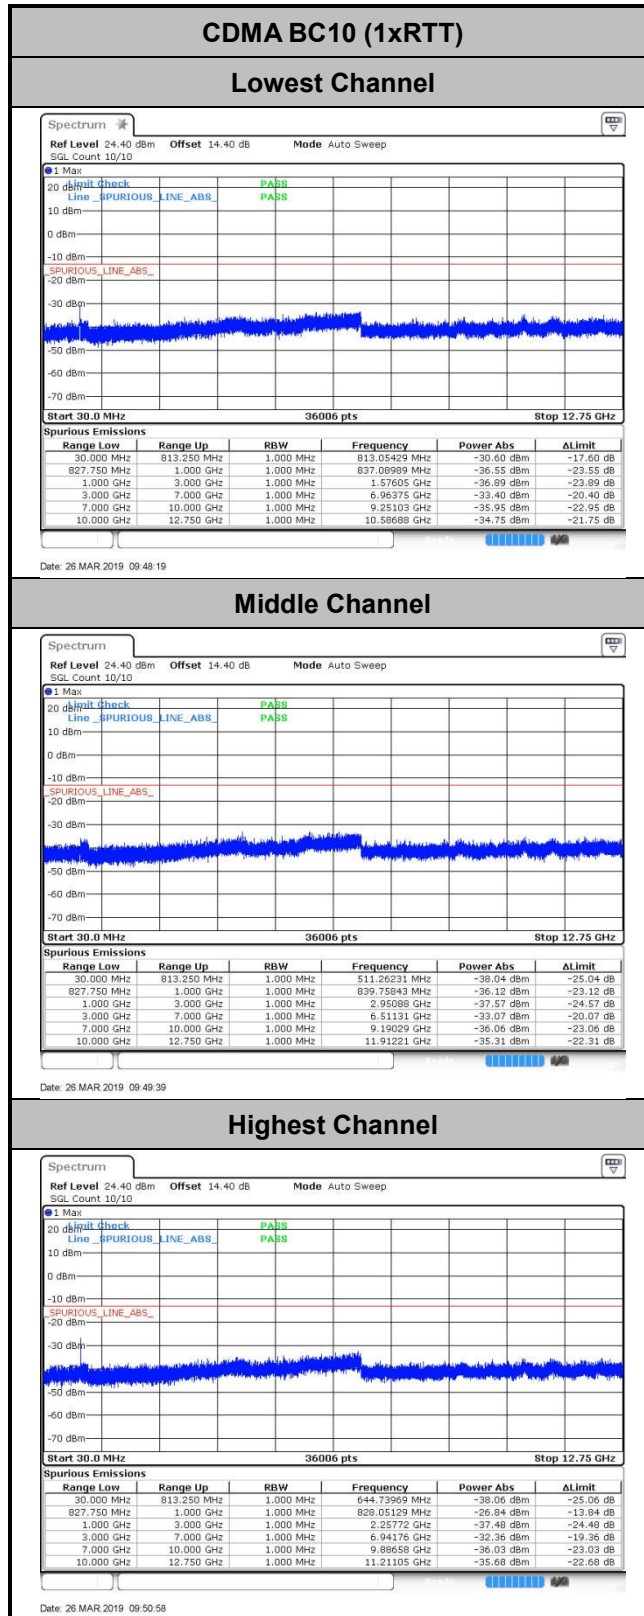 CDMA BC10 (1xRTT)
Lowest Channel
Spectrum
Ref Level 24.40 dBm Offset 14.40 dB Mode Auto Sweep
SGL Count 10/10
1 Max
20 dBm Limit Check PASS
Line _SPURIOUS_LINE_ABS_ PASS
10 dBm
0 dBm
-10 dBm
_SPURIOUS_LINE_ABS_
-20 dBm
-30 dBm
-50 dBm
-60 dBm
-70 dBm
Start 30.0 MHz 36006 pts Stop 12.75 GHz
Spurious Emissions
Range Low Range Up RBW Frequency Power Abs ΔLimit
30.000 MHz 813.250 MHz 1.000 MHz 813.05429 MHz -30.60 dBm -17.60 dB
827.750 MHz 1.000 GHz 1.000 MHz 837.08989 MHz -36.55 dBm -23.55 dB
1.000 GHz 3.000 GHz 1.000 MHz 1.57605 GHz -36.89 dBm -23.89 dB
3.000 GHz 7.000 GHz 1.000 MHz 6.96375 GHz -33.40 dBm -20.40 dB
7.000 GHz 10.000 GHz 1.000 MHz 9.25103 GHz -35.95 dBm -22.95 dB
10.000 GHz 12.750 GHz 1.000 MHz 10.58688 GHz -34.75 dBm -21.75 dB
Date: 26.MAR.2019 09:48:19
Middle Channel
Spectrum
Ref Level 24.40 dBm Offset 14.40 dB Mode Auto Sweep
SGL Count 10/10
1 Max
20 dBm Limit Check PASS
Line _SPURIOUS_LINE_ABS_ PASS
10 dBm
0 dBm
-10 dBm
_SPURIOUS_LINE_ABS_
-20 dBm
-30 dBm
-50 dBm
-60 dBm
-70 dBm
Start 30.0 MHz 36006 pts Stop 12.75 GHz
Spurious Emissions
Range Low Range Up RBW Frequency Power Abs ΔLimit
30.000 MHz 813.250 MHz 1.000 MHz 511.26231 MHz -38.04 dBm -25.04 dB
827.750 MHz 1.000 GHz 1.000 MHz 839.75843 MHz -36.12 dBm -23.12 dB
1.000 GHz 3.000 GHz 1.000 MHz 2.95088 GHz -37.57 dBm -24.57 dB
3.000 GHz 7.000 GHz 1.000 MHz 6.51131 GHz -33.07 dBm -20.07 dB
7.000 GHz 10.000 GHz 1.000 MHz 9.19029 GHz -36.06 dBm -23.06 dB
10.000 GHz 12.750 GHz 1.000 MHz 11.91221 GHz -35.31 dBm -22.31 dB
Date: 26.MAR.2019 09:49:39
Highest Channel
Spectrum
Ref Level 24.40 dBm Offset 14.40 dB Mode Auto Sweep
SGL Count 10/10
1 Max
20 dBm Limit Check PASS
Line _SPURIOUS_LINE_ABS_ PASS
10 dBm
0 dBm
-10 dBm
_SPURIOUS_LINE_ABS_
-20 dBm
-30 dBm
-50 dBm
-60 dBm
-70 dBm
Start 30.0 MHz 36006 pts Stop 12.75 GHz
Spurious Emissions
Range Low Range Up RBW Frequency Power Abs ΔLimit
30.000 MHz 813.250 MHz 1.000 MHz 644.73969 MHz -38.06 dBm -25.06 dB
827.750 MHz 1.000 GHz 1.000 MHz 828.05129 MHz -26.84 dBm -13.84 dB
1.000 GHz 3.000 GHz 1.000 MHz 2.25772 GHz -37.48 dBm -24.48 dB
3.000 GHz 7.000 GHz 1.000 MHz 6.94176 GHz -32.36 dBm -19.36 dB
7.000 GHz 10.000 GHz 1.000 MHz 9.88658 GHz -36.03 dBm -23.03 dB
10.000 GHz 12.750 GHz 1.000 MHz 11.21105 GHz -35.68 dBm -22.68 dB
Date: 26.MAR.2019 09:50:58